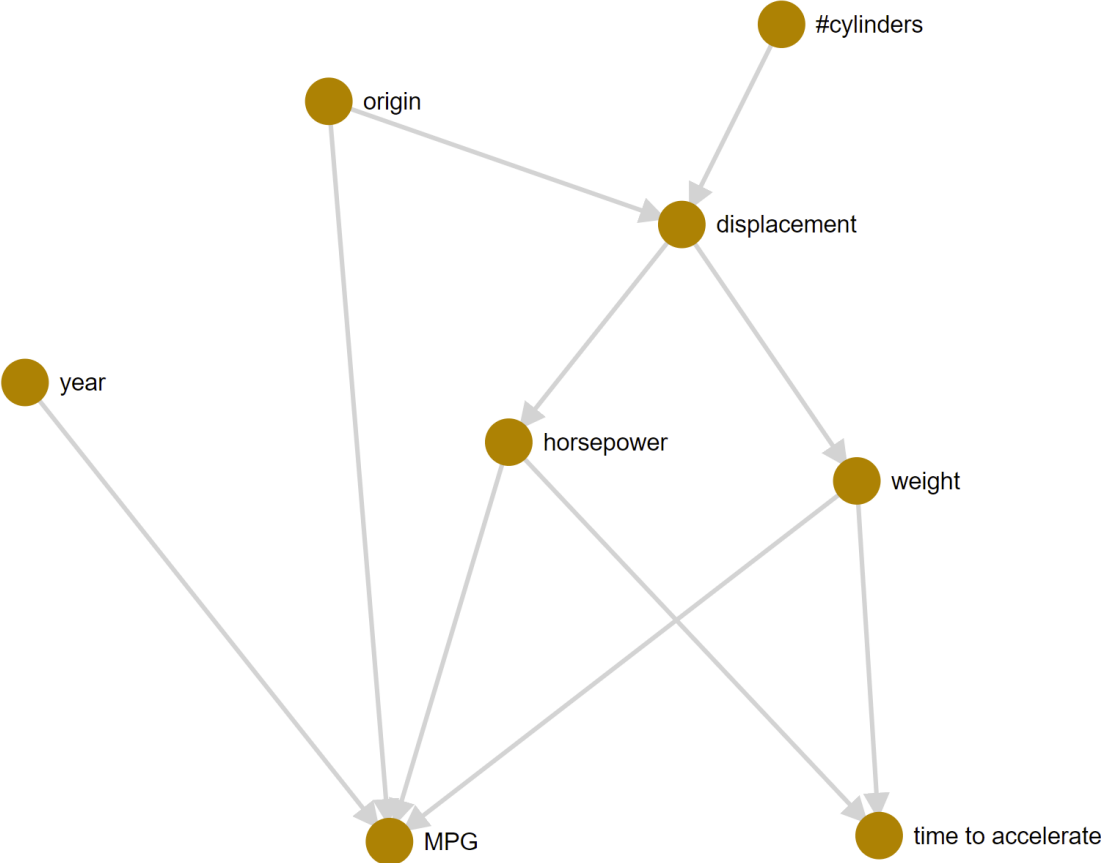 #cylinders
origin
displacement
year
horsepower
weight
MPG
time to accelerate